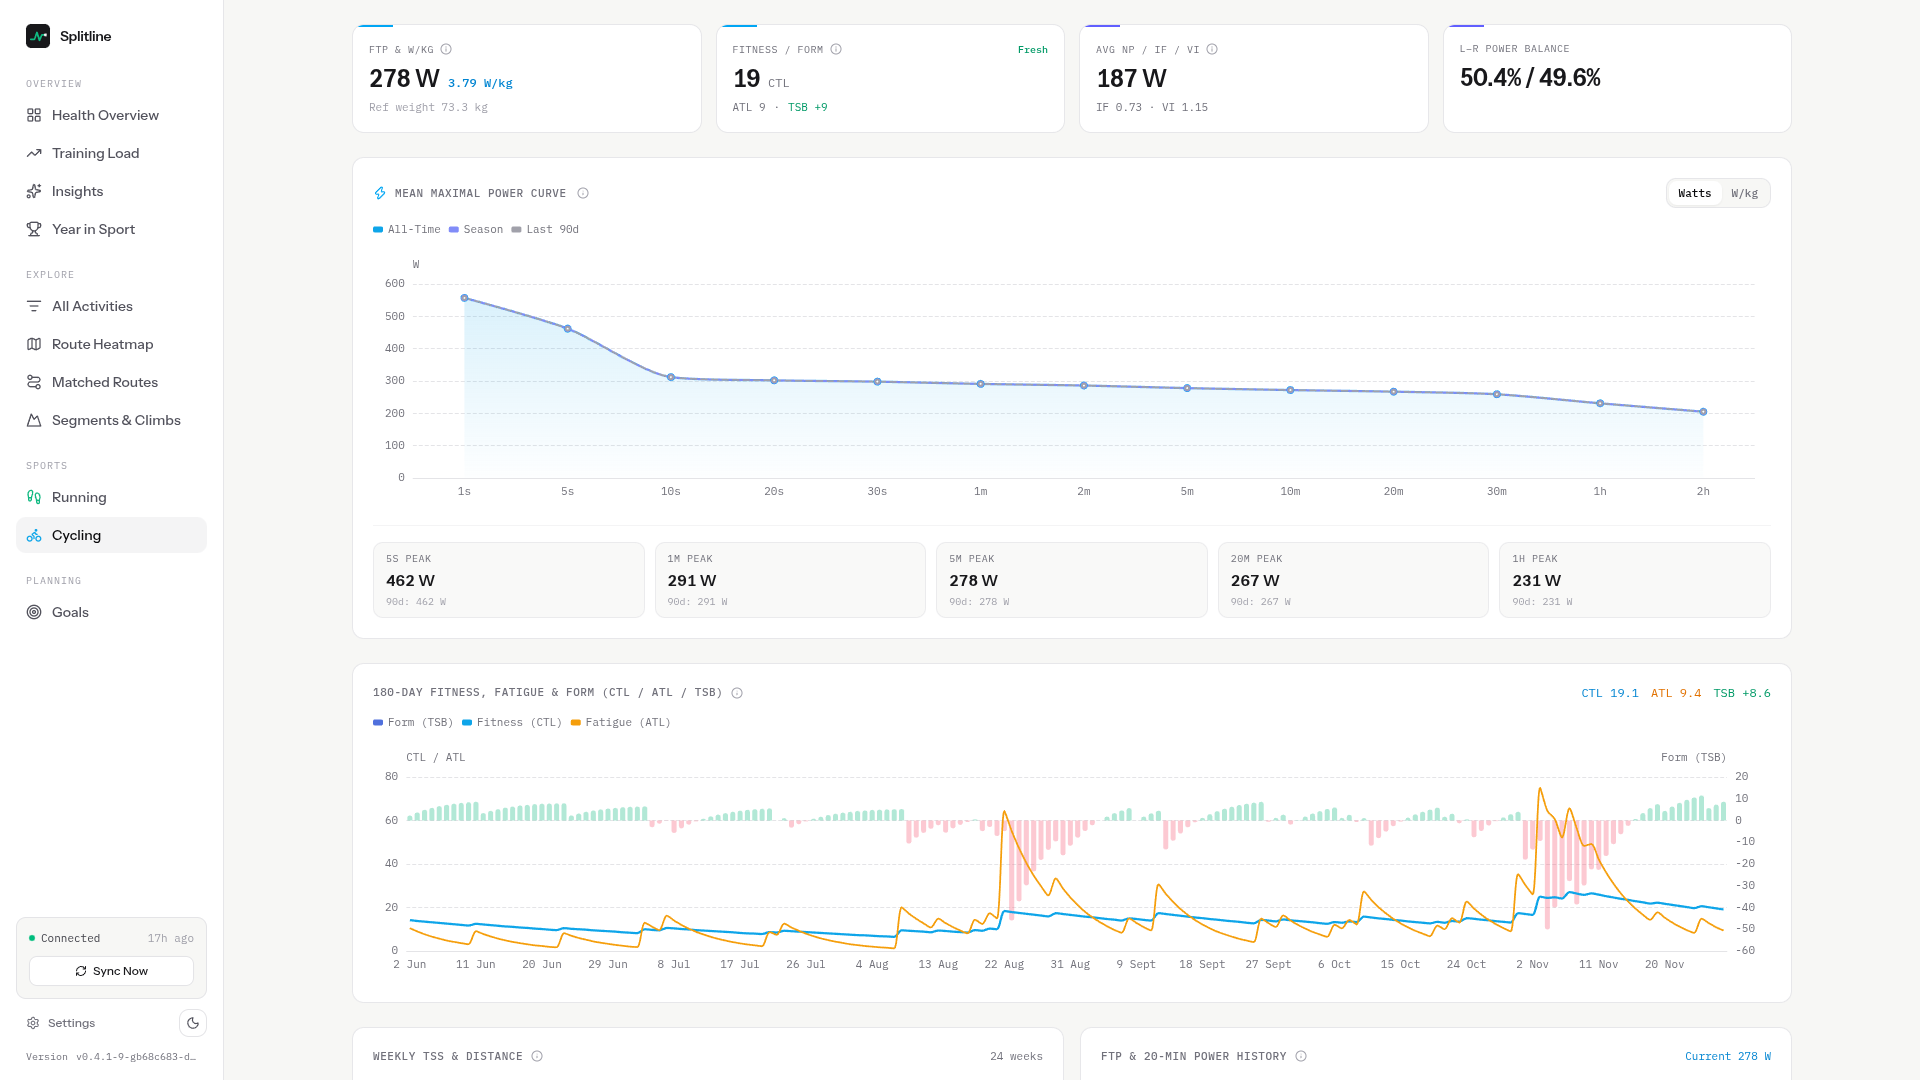 Splitline
OVERVIEW
Health Overview
Training Load
Insights
Year in Sport
EXPLORE
All Activities
Route Heatmap
Matched Routes
Segments & Climbs
SPORTS
Running
Cycling
PLANNING
Goals
Connected 17h ago
Sync Now
Settings
Version v0.4.1-9-gb68c683-d…
FTP & W/KG
278 W 3.79 W/kg
Ref weight 73.3 kg
FITNESS / FORM Fresh
19 CTL
ATL 9 · TSB +9
AVG NP / IF / VI
187 W
IF 0.73 · VI 1.15
L-R POWER BALANCE
50.4% / 49.6%
MEAN MAXIMAL POWER CURVE
Watts W/kg
All-Time Season Last 90d
W
600
500
400
300
200
100
0
1s 5s 10s 20s 30s 1m 2m 5m 10m 20m 30m 1h 2h
5S PEAK
462 W
90d: 462 W
1M PEAK
291 W
90d: 291 W
5M PEAK
278 W
90d: 278 W
20M PEAK
267 W
90d: 267 W
1H PEAK
231 W
90d: 231 W
180-DAY FITNESS, FATIGUE & FORM (CTL / ATL / TSB)
CTL 19.1 ATL 9.4 TSB +8.6
Form (TSB) Fitness (CTL) Fatigue (ATL)
CTL / ATL Form (TSB)
80
60
40
20
0
20
10
0
-10
-20
-30
-40
-50
-60
2 Jun 11 Jun 20 Jun 29 Jun 8 Jul 17 Jul 26 Jul 4 Aug 13 Aug 22 Aug 31 Aug 9 Sept 18 Sept 27 Sept 6 Oct 15 Oct 24 Oct 2 Nov 11 Nov 20 Nov
WEEKLY TSS & DISTANCE 24 weeks
FTP & 20-MIN POWER HISTORY Current 278 W